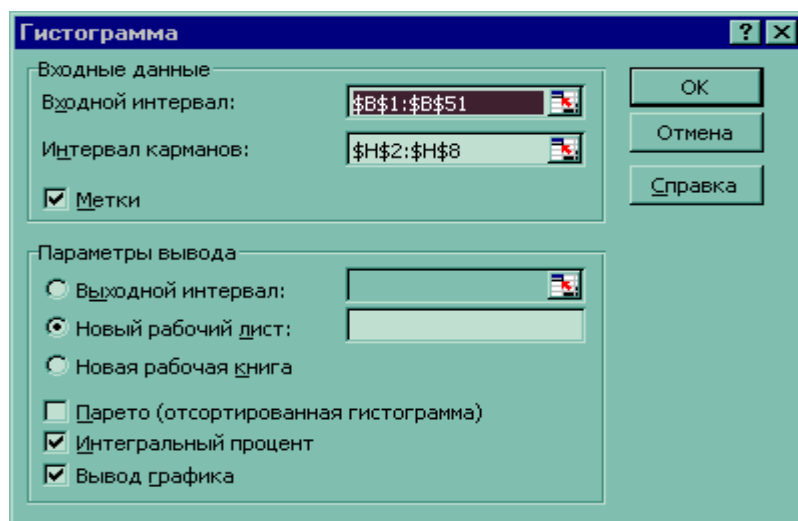 Гистограмма
Входные данные
Входной интервал: $B$1:$B$51
Интервал карманов: $H$2:$H$8
Метки
OK
Отмена
Справка
Параметры вывода
Выходной интервал:
Новый рабочий лист:
Новая рабочая книга
Парето (отсортированная гистограмма)
Интегральный процент
Вывод графика